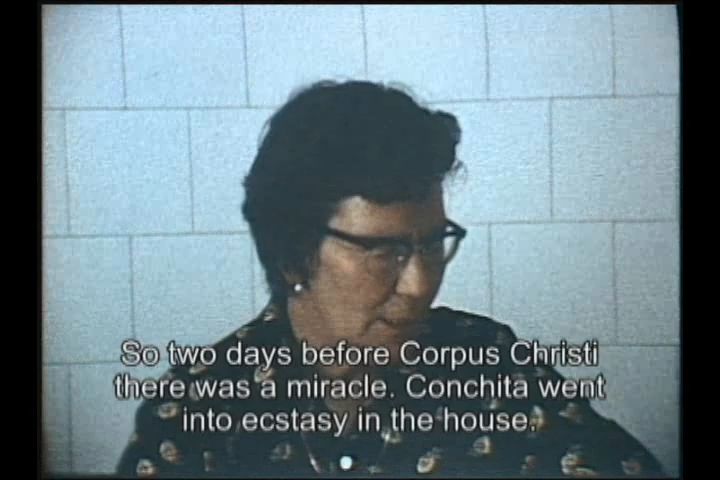 So two days before Corpus Christi
there was a miracle. Conchita went
into ecstasy in the house.